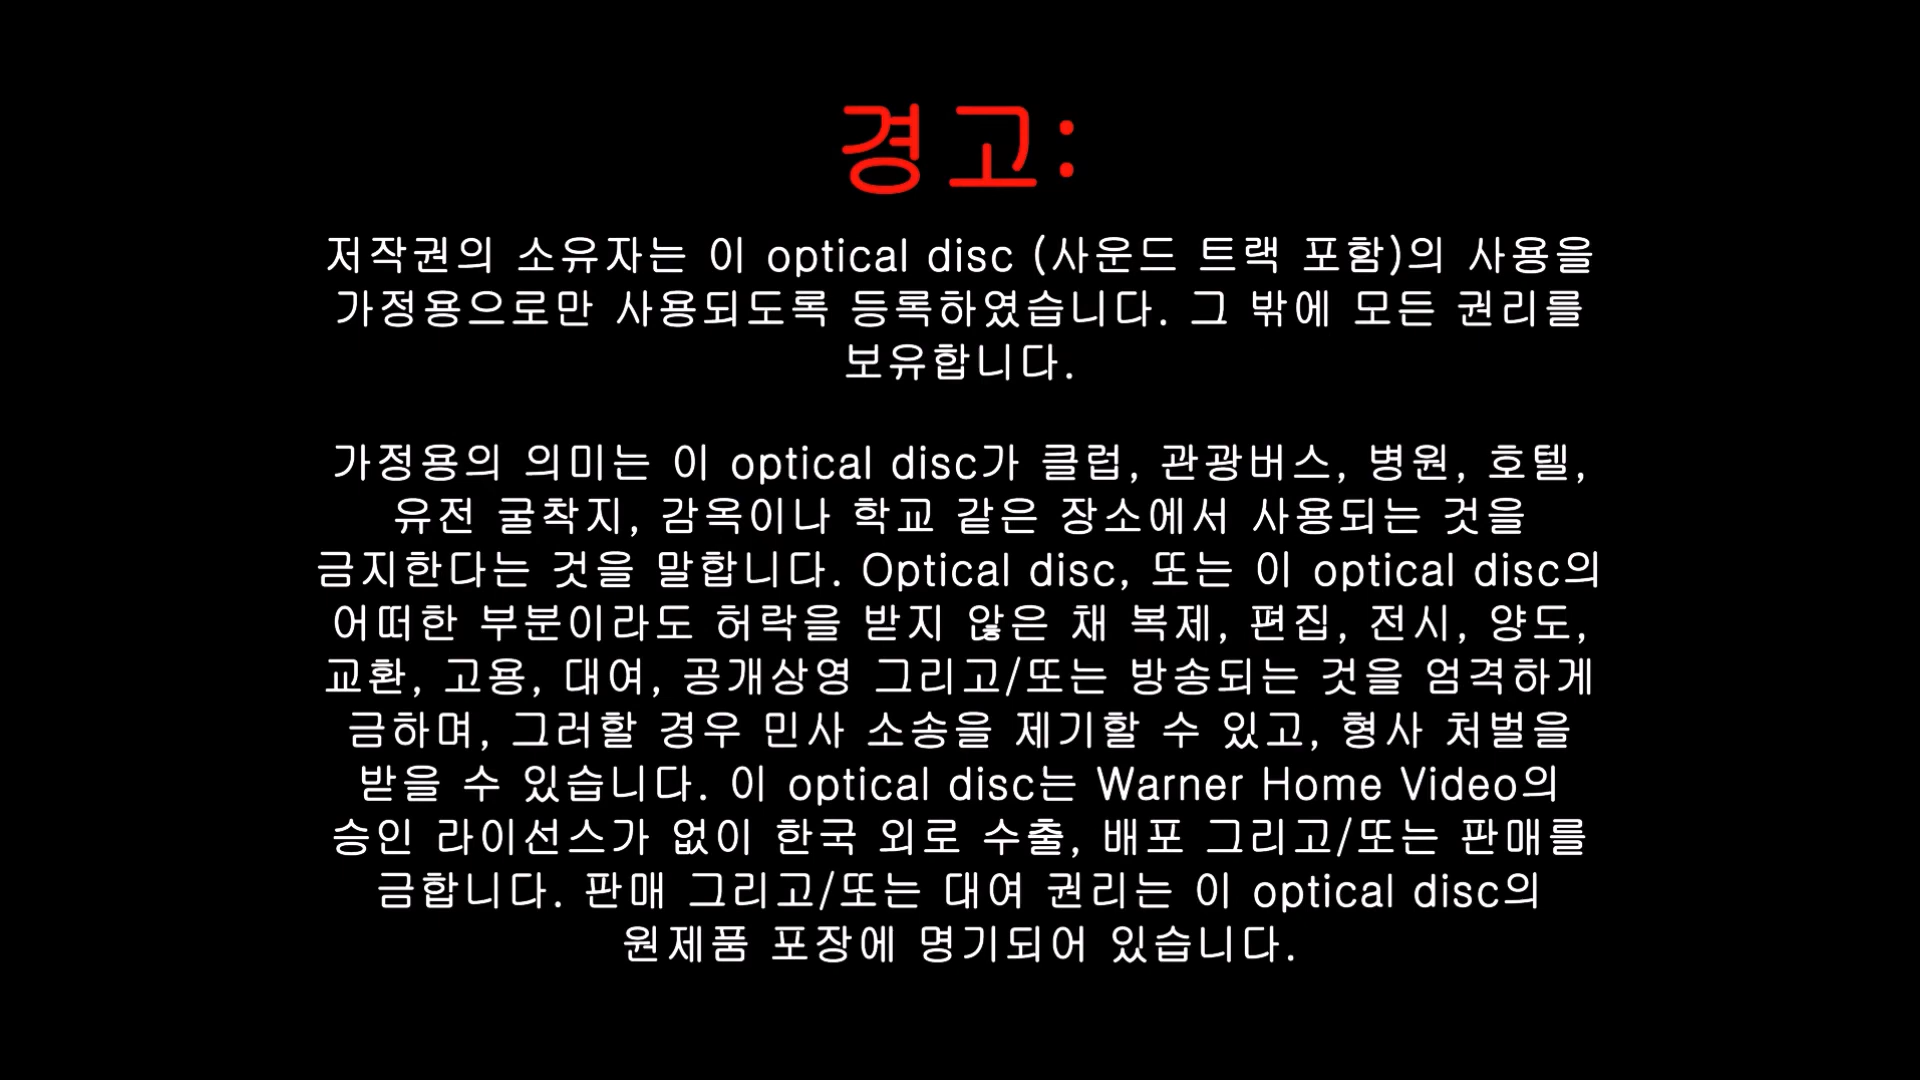 경고:
저작권의 소유자는 이 optical disc (사운드 트랙 포함)의 사용을
가정용으로만 사용되도록 등록하였습니다. 그 밖에 모든 권리를
보유합니다.
가정용의 의미는 이 optical disc가 클럽, 관광버스, 병원, 호텔,
유전 굴착지, 감옥이나 학교 같은 장소에서 사용되는 것을
금지한다는 것을 말합니다. Optical disc, 또는 이 optical disc의
어떠한 부분이라도 허락을 받지 않은 채 복제, 편집, 전시, 양도,
교환, 고용, 대여, 공개상영 그리고/또는 방송되는 것을 엄격하게
금하며, 그러할 경우 민사 소송을 제기할 수 있고, 형사 처벌을
받을 수 있습니다. 이 optical disc는 Warner Home Video의
승인 라이선스가 없이 한국 외로 수출, 배포 그리고/또는 판매를
금합니다. 판매 그리고/또는 대여 권리는 이 optical disc의
원제품 포장에 명기되어 있습니다.